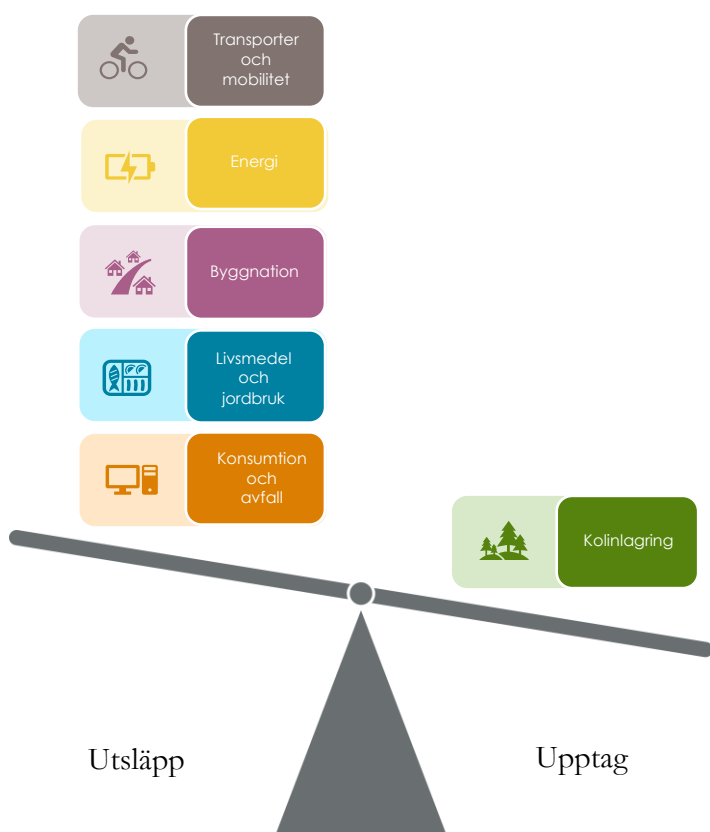 Transporter
och
mobilitet
Energi
Byggnation
Livsmedel
och
jordbruk
Konsumtion
och
avfall
Kolinlagring
Utsläpp
Upptag